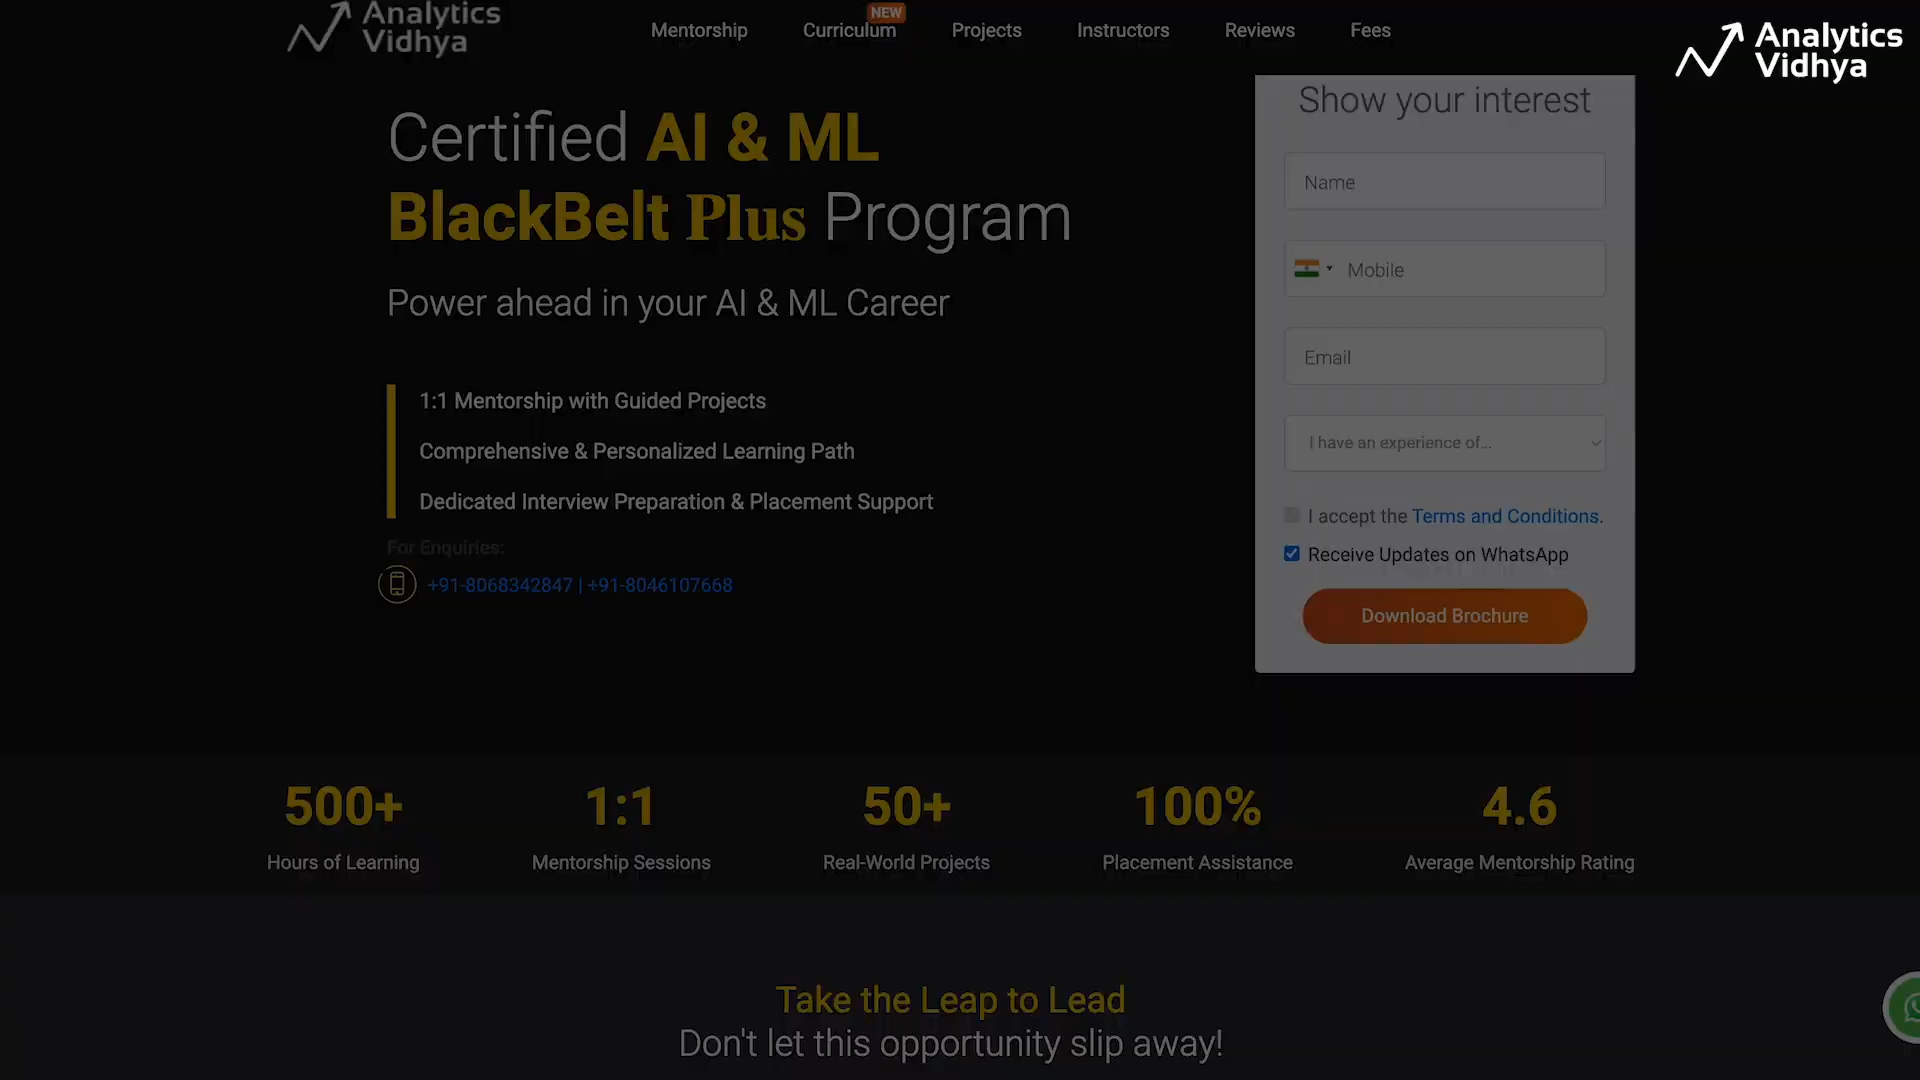 Analytics
Vidhya
Mentorship
Curriculum
NEW
Projects
Instructors
Reviews
Fees
Analytics
Vidhya
Certified AI & ML
BlackBelt Plus Program
Power ahead in your AI & ML Career
1:1 Mentorship with Guided Projects
Comprehensive & Personalized Learning Path
Dedicated Interview Preparation & Placement Support
For Enquiries:
+91-8068342847 | +91-8046107668
Show your interest
Name
Mobile
Email
I have an experience of...
I accept the Terms and Conditions.
Receive Updates on WhatsApp
Download Brochure
500+
Hours of Learning
1:1
Mentorship Sessions
50+
Real-World Projects
100%
Placement Assistance
4.6
Average Mentorship Rating
Take the Leap to Lead
Don't let this opportunity slip away!